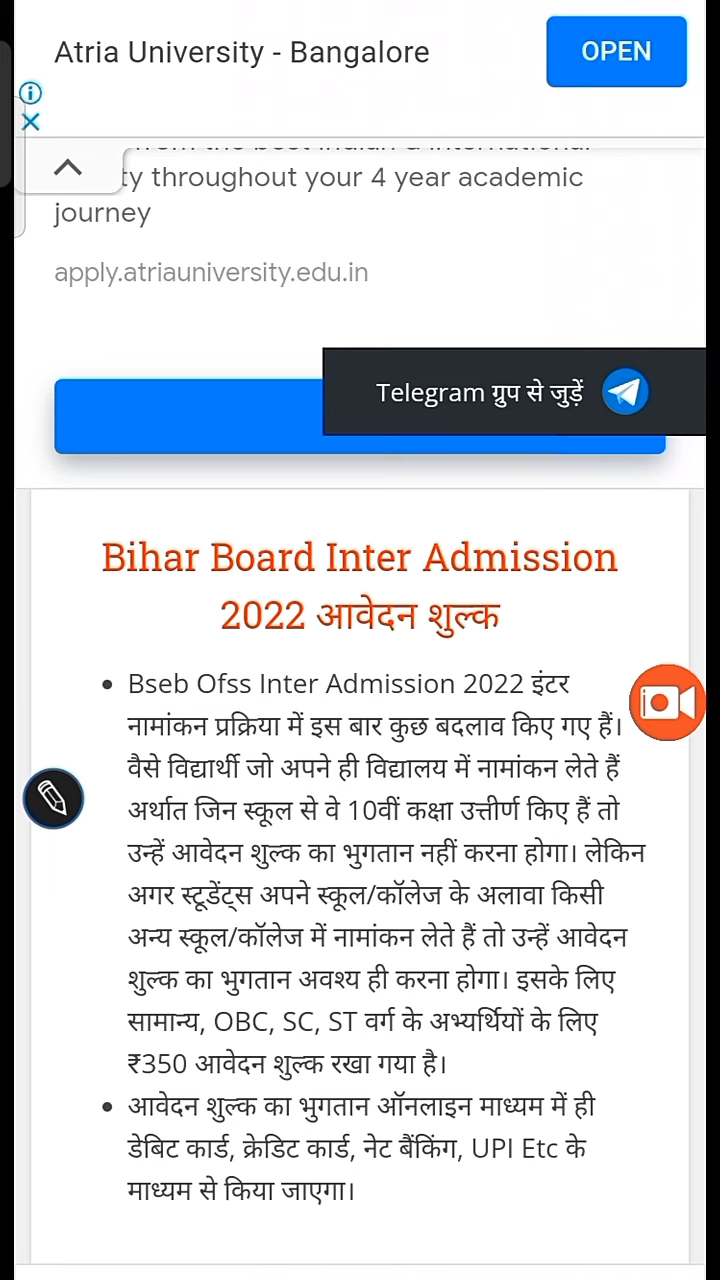 Atria University - Bangalore
OPEN
ty throughout your 4 year academic
journey
apply.atriauniversity.edu.in
Telegram ग्रुप से जुड़ें
Bihar Board Inter Admission
2022 आवेदन शुल्क
• Bseb Ofss Inter Admission 2022 इंटर
नामांकन प्रक्रिया में इस बार कुछ बदलाव किए गए हैं।
वैसे विद्यार्थी जो अपने ही विद्यालय में नामांकन लेते हैं
अर्थात जिन स्कूल से वे 10वीं कक्षा उत्तीर्ण किए हैं तो
उन्हें आवेदन शुल्क का भुगतान नहीं करना होगा। लेकिन
अगर स्टूडेंट्स अपने स्कूल/कॉलेज के अलावा किसी
अन्य स्कूल/कॉलेज में नामांकन लेते हैं तो उन्हें आवेदन
शुल्क का भुगतान अवश्य ही करना होगा। इसके लिए
सामान्य, OBC, SC, ST वर्ग के अभ्यर्थियों के लिए
₹350 आवेदन शुल्क रखा गया है।
• आवेदन शुल्क का भुगतान ऑनलाइन माध्यम में ही
डेबिट कार्ड, क्रेडिट कार्ड, नेट बैंकिंग, UPI Etc के
माध्यम से किया जाएगा।